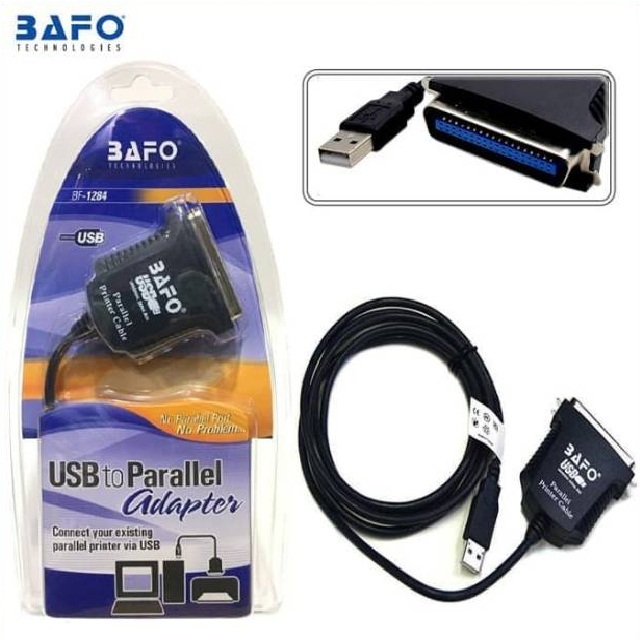 BAFO
TECHNOLOGIES
BAFO
TECHNOLOGIES
BF-1284
USB
BAFO
Parallel
Printer Cable
No Parallel Port
No Problem...
USB to Parallel
Adapter
Connect your existing
parallel printer via USB
BAFO
USB
Parallel
Printer Cable